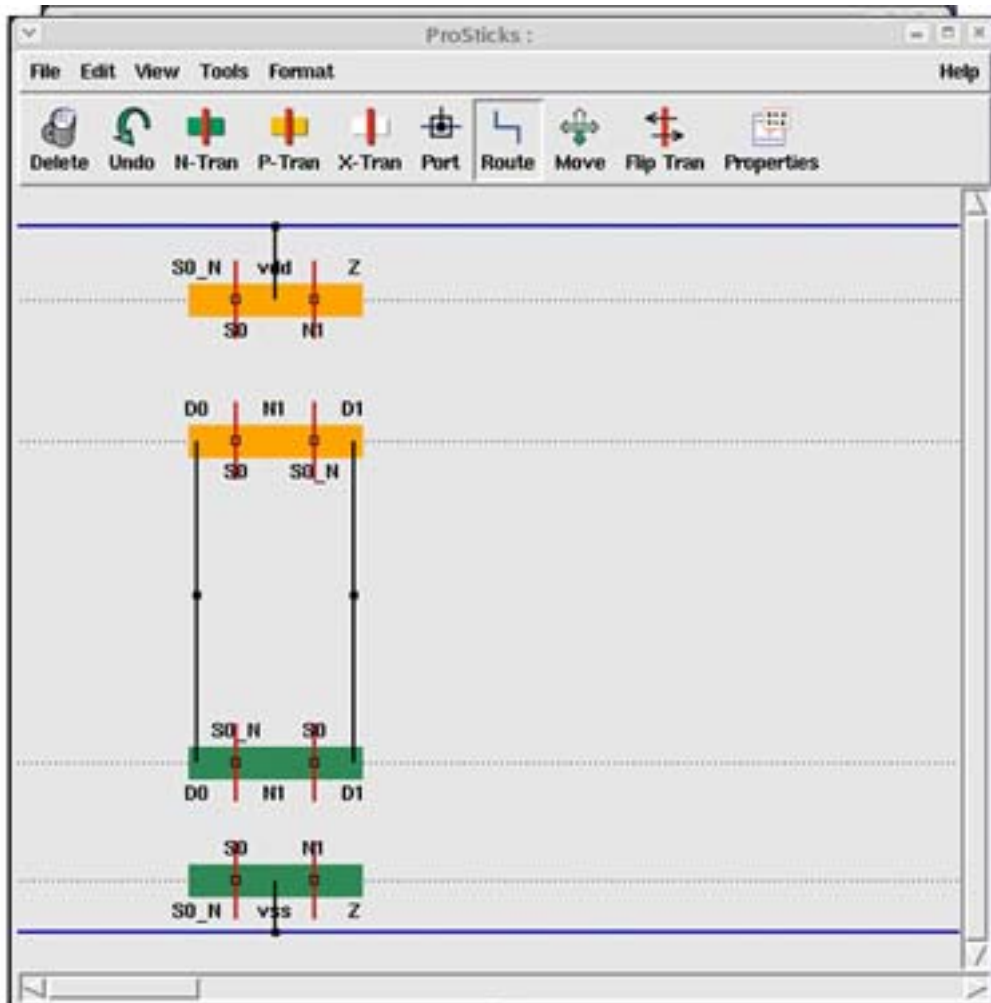 ProSticks :
File Edit View Tools Format Help
Delete Undo N-Tran P-Tran X-Tran Port Route Move Flip Tran Properties
S0_N vdd Z
S0 N1
D0 N1 D1
S0 S0_N
S0_N S0
D0 N1 D1
S0 N1
S0_N vss Z